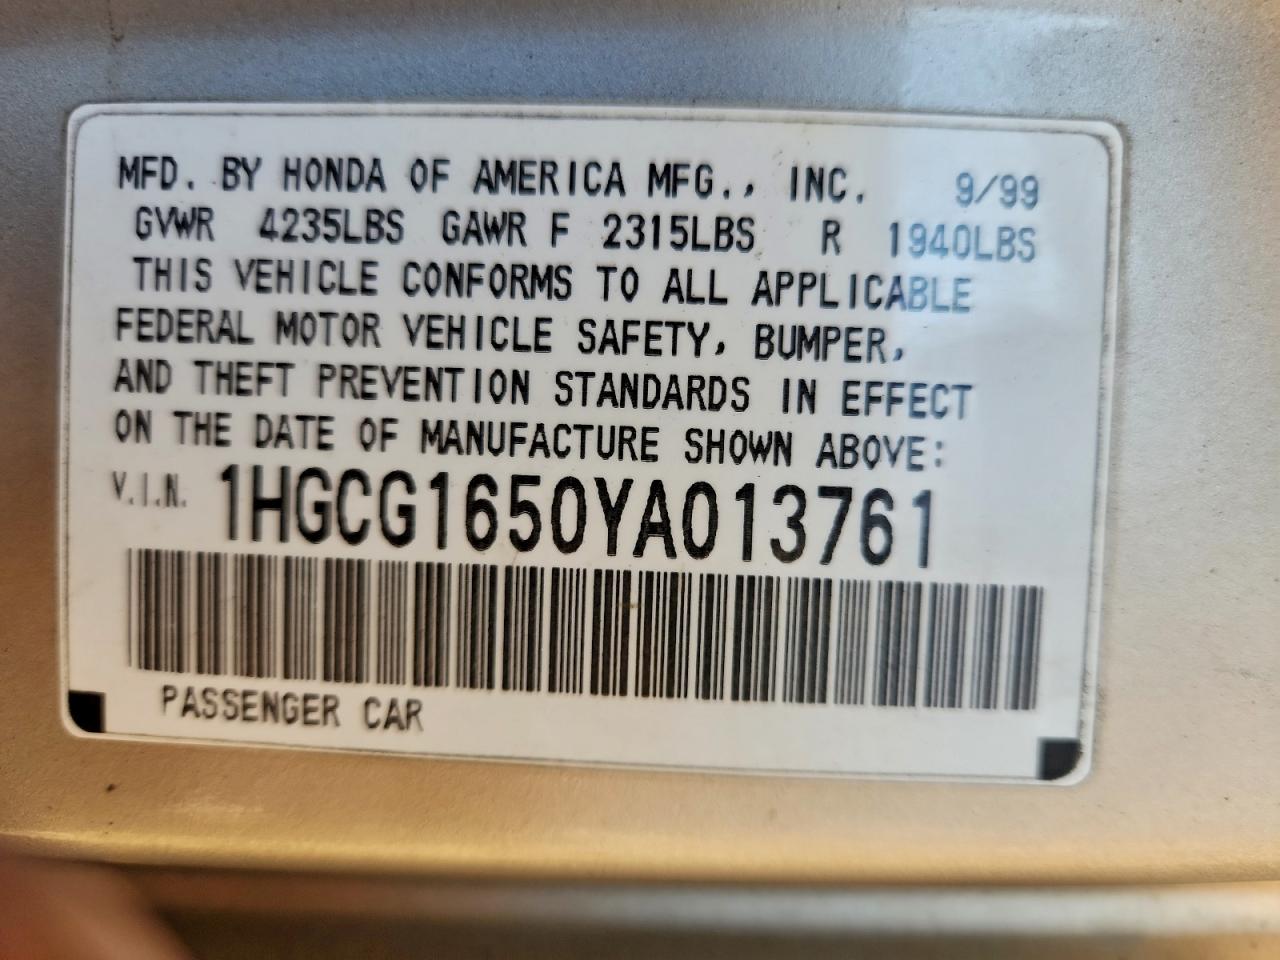 MFD. BY HONDA OF AMERICA MFG., INC. 9/99
GVWR 4235LBS GAWR F 2315LBS R 1940LBS
THIS VEHICLE CONFORMS TO ALL APPLICABLE
FEDERAL MOTOR VEHICLE SAFETY, BUMPER,
AND THEFT PREVENTION STANDARDS IN EFFECT
ON THE DATE OF MANUFACTURE SHOWN ABOVE:
V.I.N. 1HGCG1650YA013761
PASSENGER CAR